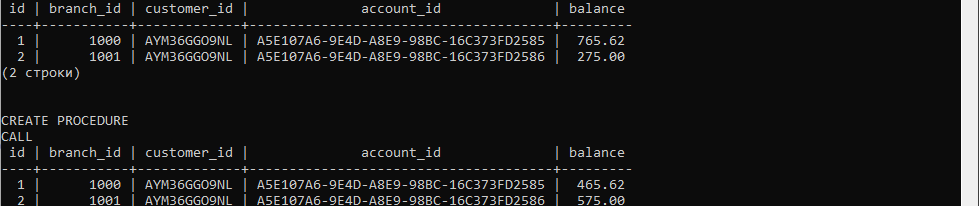 id | branch_id | customer_id |              account_id              | balance
----+-----------+-------------+--------------------------------------+---------
  1 |      1000 | AYM36GGO9NL | A5E107A6-9E4D-A8E9-98BC-16C373FD2585 |  765.62
  2 |      1001 | AYM36GGO9NL | A5E107A6-9E4D-A8E9-98BC-16C373FD2586 |  275.00
(2 строки)
CREATE PROCEDURE
CALL
 id | branch_id | customer_id |              account_id              | balance
----+-----------+-------------+--------------------------------------+---------
  1 |      1000 | AYM36GGO9NL | A5E107A6-9E4D-A8E9-98BC-16C373FD2585 |  465.62
  2 |      1001 | AYM36GGO9NL | A5E107A6-9E4D-A8E9-98BC-16C373FD2586 |  575.00